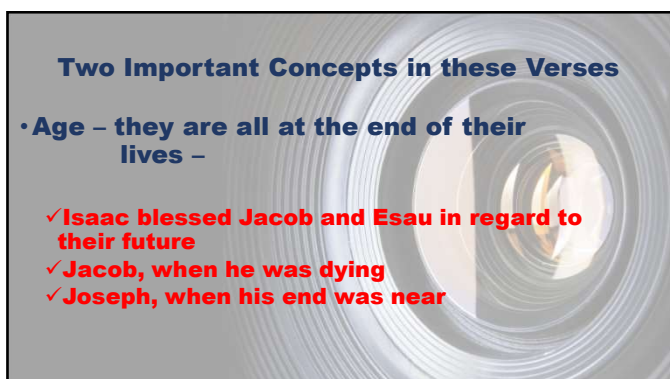 Two Important Concepts in these Verses
• Age – they are all at the end of their
lives –
✓Isaac blessed Jacob and Esau in regard to
their future
✓Jacob, when he was dying
✓Joseph, when his end was near